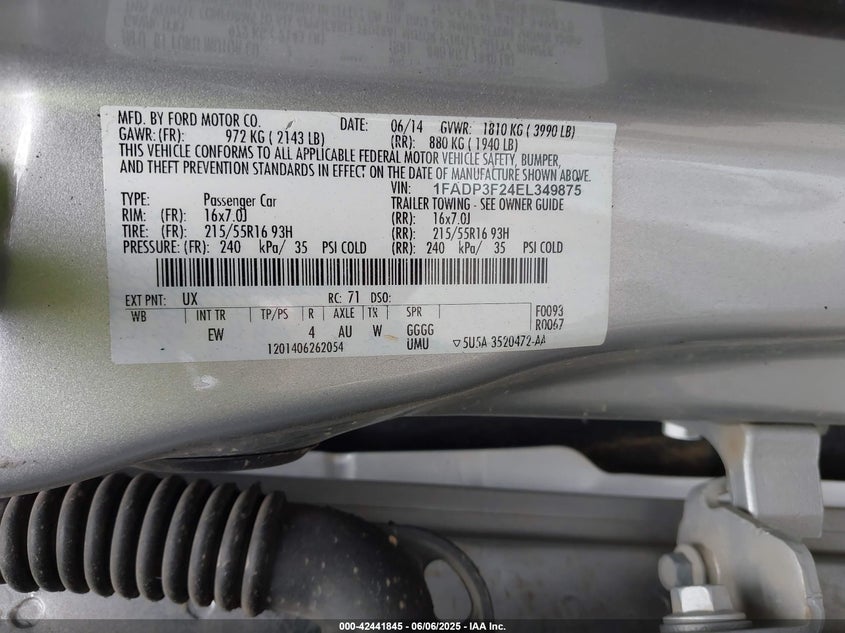 MFD. BY FORD MOTOR CO. DATE: 06/14 GVWR: 1810 KG ( 3990 LB)
GAWR: (FR): 972 KG ( 2143 LB) (RR): 880 KG ( 1940 LB)
THIS VEHICLE CONFORMS TO ALL APPLICABLE FEDERAL MOTOR VEHICLE SAFETY, BUMPER,
AND THEFT PREVENTION STANDARDS IN EFFECT ON THE DATE OF MANUFACTURE SHOWN ABOVE.
VIN: 1FADP3F24EL349875
TYPE: Passenger Car TRAILER TOWING - SEE OWNER GUIDE
RIM: (FR): 16x7.0J (RR): 16x7.0J
TIRE: (FR): 215/55R16 93H (RR): 215/55R16 93H
PRESSURE: (FR): 240 kPa/ 35 PSI COLD (RR): 240 kPa/ 35 PSI COLD
EXT PNT: UX RC: 71 DSO:
WB INT TR TP/PS R AXLE TR SPR F0093
EW 4 AU W GGGG R0067
1201406262054 UMU ▽ 5U5A 3520472-AA
000-42441845 - 06/06/2025 - IAA Inc.